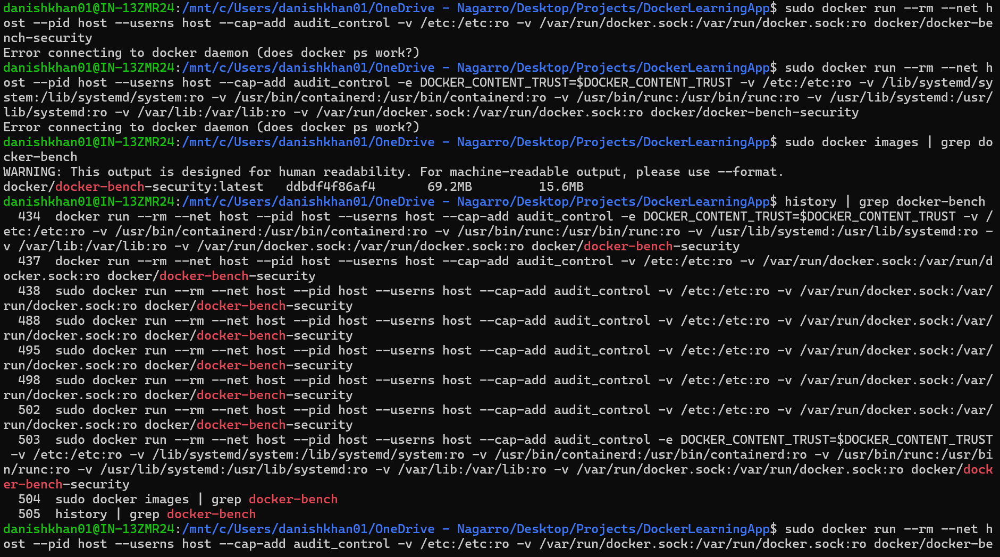 danishkhan01@IN-13ZMR24:/mnt/c/Users/danishkhan01/OneDrive - Nagarro/Desktop/Projects/DockerLearningApp$ sudo docker run --rm --net h
ost --pid host --userns host --cap-add audit_control -v /etc:/etc:ro -v /var/run/docker.sock:/var/run/docker.sock:ro docker/docker-be
nch-security
Error connecting to docker daemon (does docker ps work?)
danishkhan01@IN-13ZMR24:/mnt/c/Users/danishkhan01/OneDrive - Nagarro/Desktop/Projects/DockerLearningApp$ sudo docker run --rm --net h
ost --pid host --userns host --cap-add audit_control -e DOCKER_CONTENT_TRUST=$DOCKER_CONTENT_TRUST -v /etc:/etc:ro -v /lib/systemd/sy
stem:/lib/systemd/system:ro -v /usr/bin/containerd:/usr/bin/containerd:ro -v /usr/bin/runc:/usr/bin/runc:ro -v /usr/lib/systemd:/usr/
lib/systemd:ro -v /var/lib:/var/lib:ro -v /var/run/docker.sock:/var/run/docker.sock:ro docker/docker-bench-security
Error connecting to docker daemon (does docker ps work?)
danishkhan01@IN-13ZMR24:/mnt/c/Users/danishkhan01/OneDrive - Nagarro/Desktop/Projects/DockerLearningApp$ sudo docker images | grep do
cker-bench
WARNING: This output is designed for human readability. For machine-readable output, please use --format.
docker/docker-bench-security:latest   ddbdf4f86af4       69.2MB         15.6MB
danishkhan01@IN-13ZMR24:/mnt/c/Users/danishkhan01/OneDrive - Nagarro/Desktop/Projects/DockerLearningApp$ history | grep docker-bench
  434  docker run --rm --net host --pid host --userns host --cap-add audit_control -e DOCKER_CONTENT_TRUST=$DOCKER_CONTENT_TRUST -v /
etc:/etc:ro -v /usr/bin/containerd:/usr/bin/containerd:ro -v /usr/bin/runc:/usr/bin/runc:ro -v /usr/lib/systemd:/usr/lib/systemd:ro -
v /var/lib:/var/lib:ro -v /var/run/docker.sock:/var/run/docker.sock:ro docker/docker-bench-security
  437  docker run --rm --net host --pid host --userns host --cap-add audit_control -v /etc:/etc:ro -v /var/run/docker.sock:/var/run/d
ocker.sock:ro docker/docker-bench-security
  438  sudo docker run --rm --net host --pid host --userns host --cap-add audit_control -v /etc:/etc:ro -v /var/run/docker.sock:/var/
run/docker.sock:ro docker/docker-bench-security
  488  sudo docker run --rm --net host --pid host --userns host --cap-add audit_control -v /etc:/etc:ro -v /var/run/docker.sock:/var/
run/docker.sock:ro docker/docker-bench-security
  495  sudo docker run --rm --net host --pid host --userns host --cap-add audit_control -v /etc:/etc:ro -v /var/run/docker.sock:/var/
run/docker.sock:ro docker/docker-bench-security
  498  sudo docker run --rm --net host --pid host --userns host --cap-add audit_control -v /etc:/etc:ro -v /var/run/docker.sock:/var/
run/docker.sock:ro docker/docker-bench-security
  502  sudo docker run --rm --net host --pid host --userns host --cap-add audit_control -v /etc:/etc:ro -v /var/run/docker.sock:/var/
run/docker.sock:ro docker/docker-bench-security
  503  sudo docker run --rm --net host --pid host --userns host --cap-add audit_control -e DOCKER_CONTENT_TRUST=$DOCKER_CONTENT_TRUST
 -v /etc:/etc:ro -v /lib/systemd/system:/lib/systemd/system:ro -v /usr/bin/containerd:/usr/bin/containerd:ro -v /usr/bin/runc:/usr/bi
n/runc:ro -v /usr/lib/systemd:/usr/lib/systemd:ro -v /var/lib:/var/lib:ro -v /var/run/docker.sock:/var/run/docker.sock:ro docker/dock
er-bench-security
  504  sudo docker images | grep docker-bench
  505  history | grep docker-bench
danishkhan01@IN-13ZMR24:/mnt/c/Users/danishkhan01/OneDrive - Nagarro/Desktop/Projects/DockerLearningApp$ sudo docker run --rm --net h
ost --pid host --userns host --cap-add audit_control -v /etc:/etc:ro -v /var/run/docker.sock:/var/run/docker.sock:ro docker/docker-be